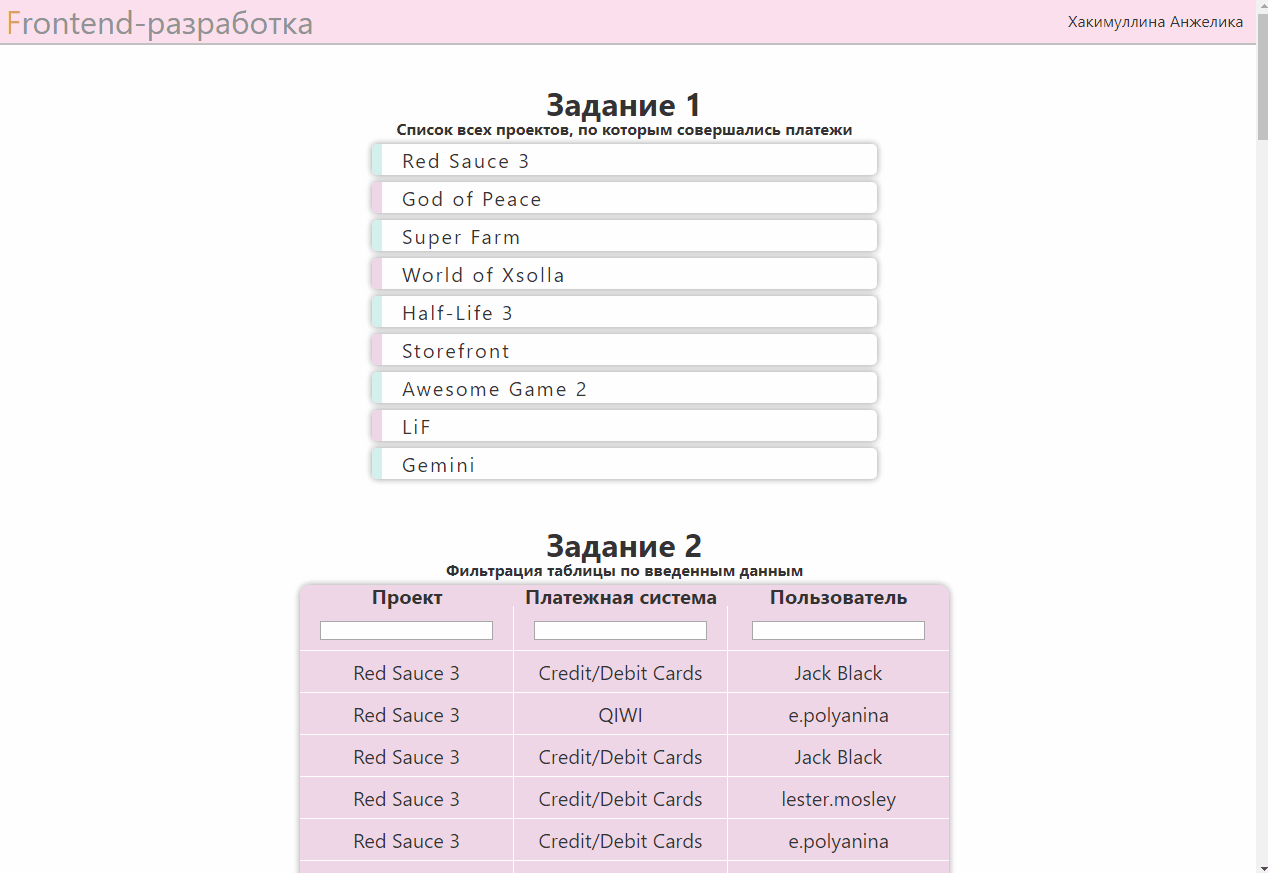 Frontend-разработка
Хакимуллина Анжелика
Задание 1
Список всех проектов, по которым совершались платежи
Red Sauce 3
God of Peace
Super Farm
World of Xsolla
Half-Life 3
Storefront
Awesome Game 2
LiF
Gemini
Задание 2
Фильтрация таблицы по введенным данным
Проект Платежная система Пользователь
Red Sauce 3 Credit/Debit Cards Jack Black
Red Sauce 3 QIWI e.polyanina
Red Sauce 3 Credit/Debit Cards Jack Black
Red Sauce 3 Credit/Debit Cards lester.mosley
Red Sauce 3 Credit/Debit Cards e.polyanina